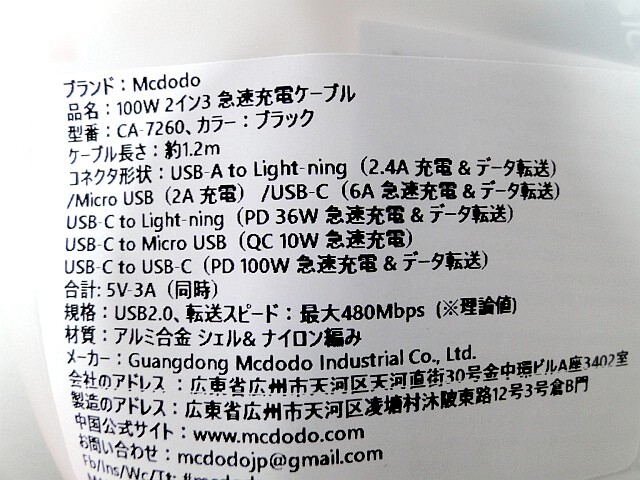 ブランド：Mcdodo
品名：100W 2イン3 急速充電ケーブル
型番：CA-7260、カラー：ブラック
ケーブル長さ：約1.2m
コネクタ形状：USB-A to Light-ning（2.4A 充電 & データ転送）
/Micro USB（2A 充電）/USB-C（6A 急速充電 & データ転送）
USB-C to Light-ning（PD 36W 急速充電 & データ転送）
USB-C to Micro USB（QC 10W 急速充電）
USB-C to USB-C（PD 100W 急速充電 & データ転送）
合計: 5V-3A（同時）
規格：USB2.0、転送スピード：最大480Mbps（※理論値）
材質：アルミ合金 シェル& ナイロン編み
メーカー：Guangdong Mcdodo Industrial Co., Ltd.
会社のアドレス：広東省広州市天河区天河直街30号金中環ビルA座3402室
製造のアドレス：広東省広州市天河区凌塘村沐陂東路12号3号倉B門
中国公式サイト：www.mcdodo.com
お問い合わせ：mcdodojp@gmail.com